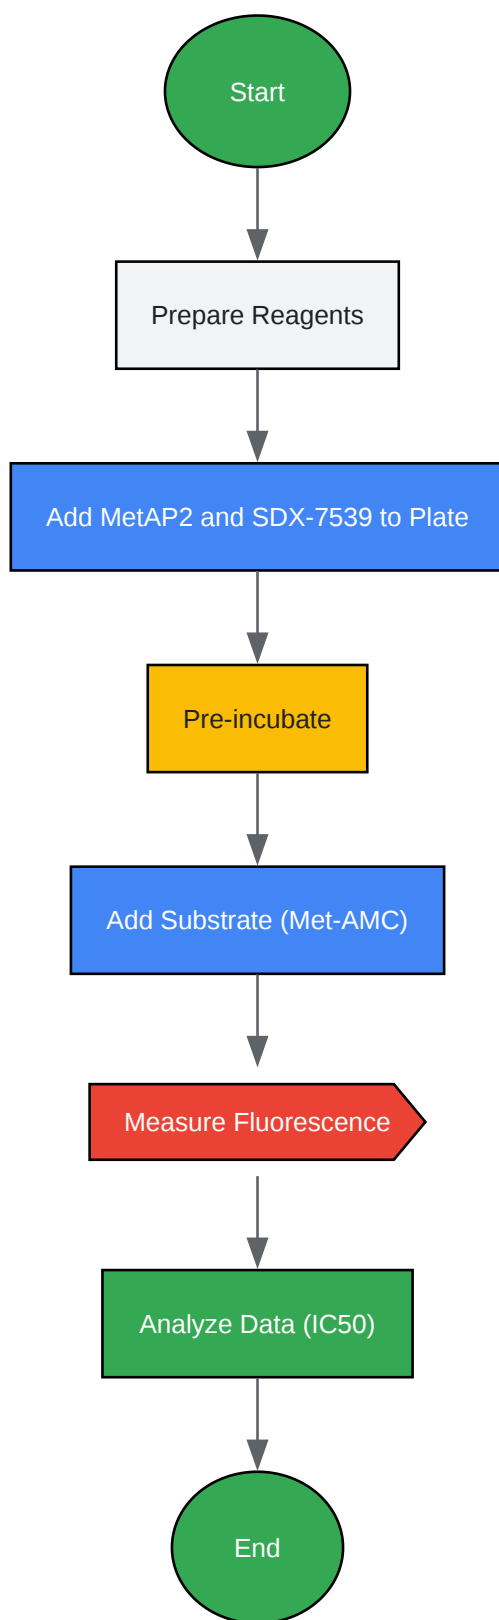 Start
Prepare Reagents
Add MetAP2 and SDX-7539 to Plate
Pre-incubate
Add Substrate (Met-AMC)
Measure Fluorescence
Analyze Data (IC50)
End